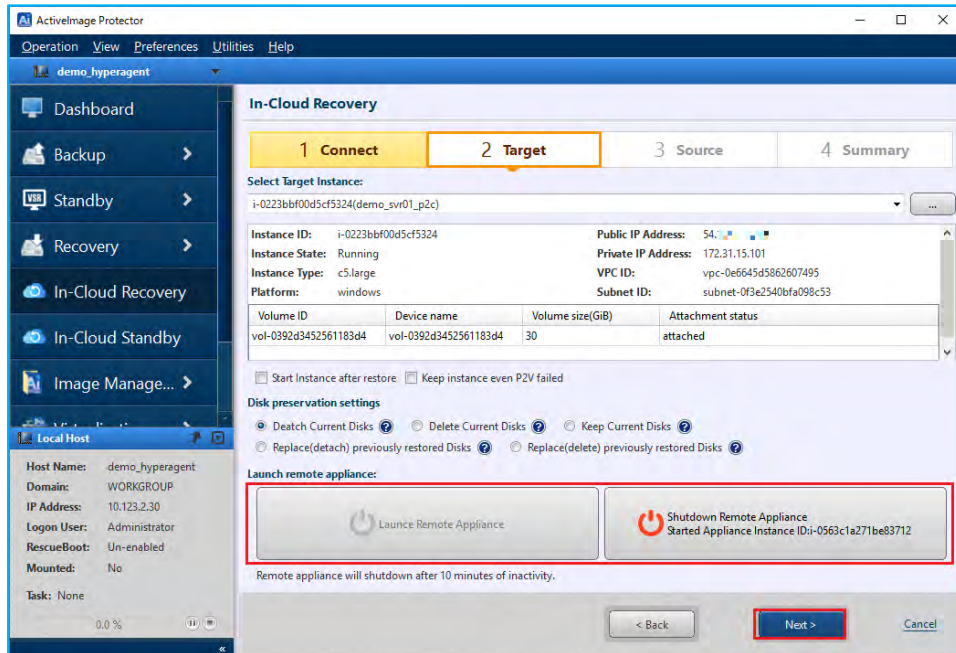 Ai ActiveImage Protector
Operation View Preferences Utilities Help
demo_hyperagent
Dashboard
Backup
VSB Standby
Recovery
In-Cloud Recovery
In-Cloud Standby
Ai Image Manage...
Local Host
Host Name: demo_hyperagent
Domain: WORKGROUP
IP Address: 10.123.2.30
Logon User: Administrator
RescueBoot: Un-enabled
Mounted: No
Task: None
0.0 %
«
In-Cloud Recovery
1 Connect 2 Target 3 Source 4 Summary
Select Target Instance:
i-0223bbf00d5cf5324(demo_svr01_p2c) ...
Instance ID: i-0223bbf00d5cf5324 Public IP Address: 54.
Instance State: Running Private IP Address: 172.31.15.101
Instance Type: c5.large VPC ID: vpc-0e6645d5862607495
Platform: windows Subnet ID: subnet-0f3e2540bfa098c53
Volume ID Device name Volume size(GiB) Attachment status
vol-0392d3452561183d4 vol-0392d3452561183d4 30 attached
Start Instance after restore Keep instance even P2V failed
Disk preservation settings
Deatch Current Disks ? Delete Current Disks ? Keep Current Disks ?
Replace(detach) previously restored Disks ? Replace(delete) previously restored Disks ?
Launch remote appliance:
Launce Remote Appliance
Shutdown Remote Appliance
Started Appliance Instance ID:i-0563c1a271be83712
Remote appliance will shutdown after 10 minutes of inactivity.
< Back Next > Cancel